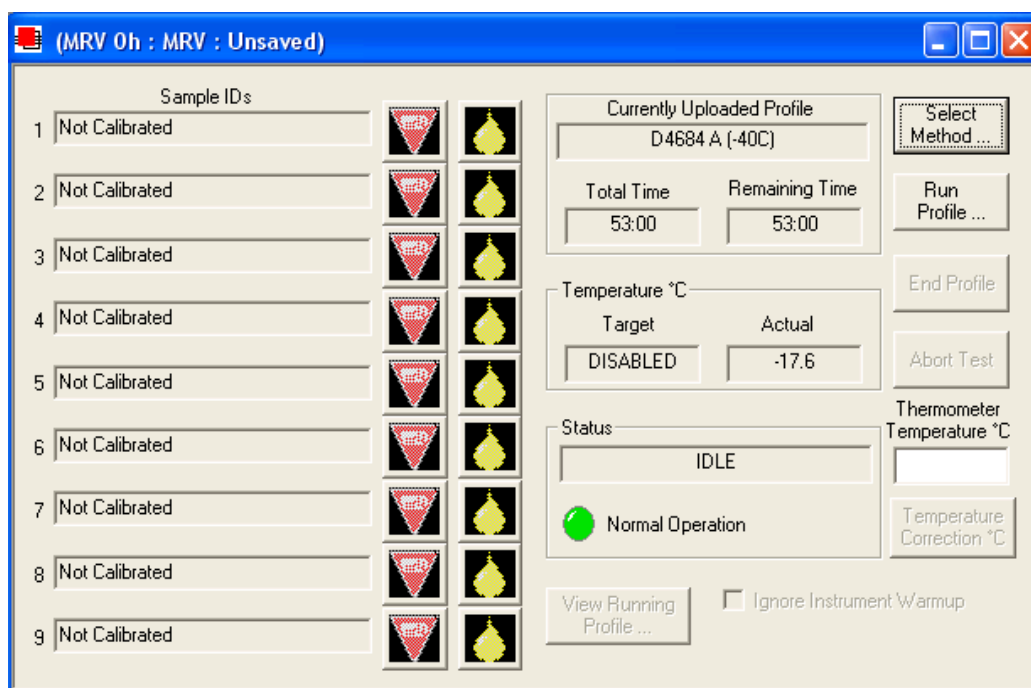 (MRV 0h : MRV : Unsaved)
Sample IDs
1 Not Calibrated
2 Not Calibrated
3 Not Calibrated
4 Not Calibrated
5 Not Calibrated
6 Not Calibrated
7 Not Calibrated
8 Not Calibrated
9 Not Calibrated
Currently Uploaded Profile
D4684 A (-40C)
Total Time Remaining Time
53:00 53:00
Temperature °C
Target Actual
DISABLED -17.6
Status
IDLE
Normal Operation
View Running
Profile ...
Ignore Instrument Warmup
Select
Method ...
Run
Profile ...
End Profile
Abort Test
Thermometer
Temperature °C
Temperature
Correction °C